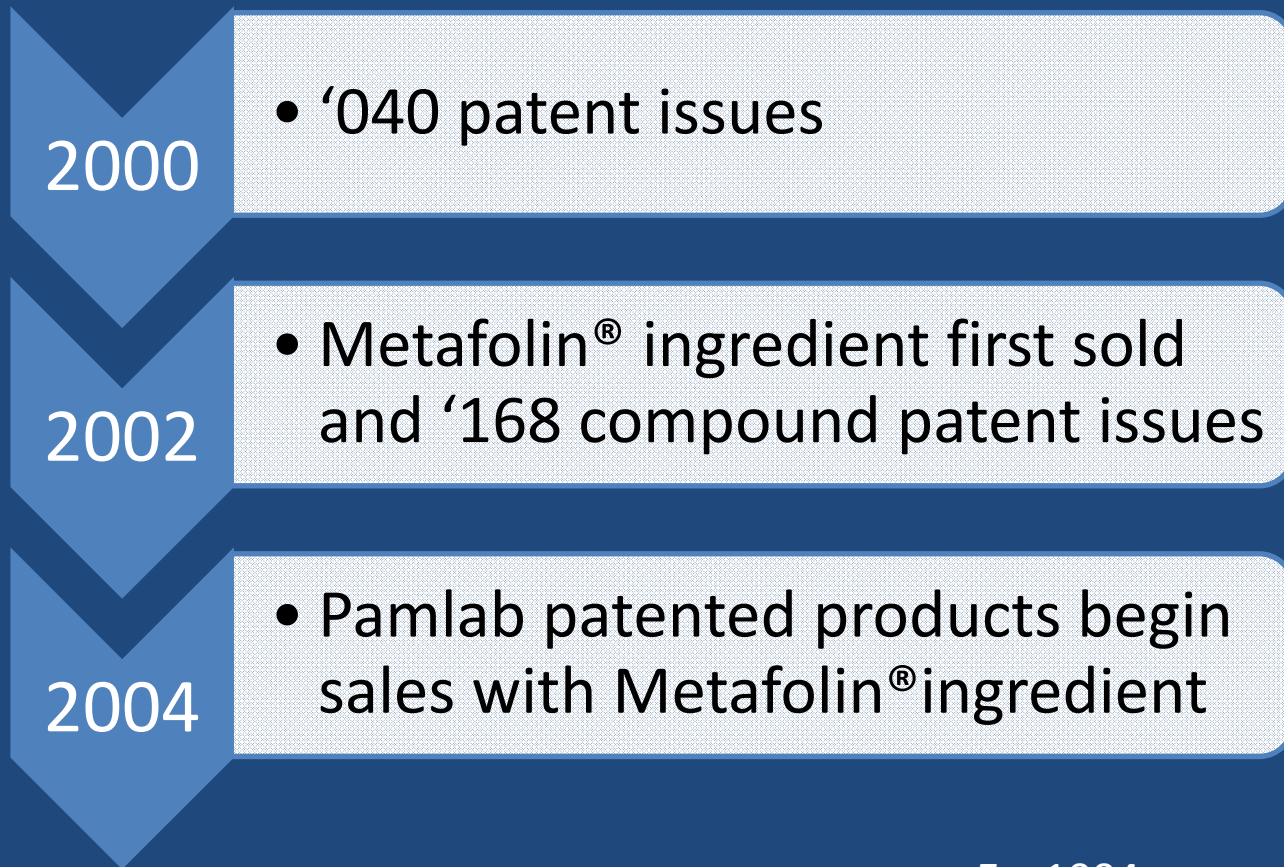 2000
• ‘040 patent issues
2002
• Metafolin® ingredient first sold
and ‘168 compound patent issues
2004
• Pamlab patented products begin
sales with Metafolin®ingredient